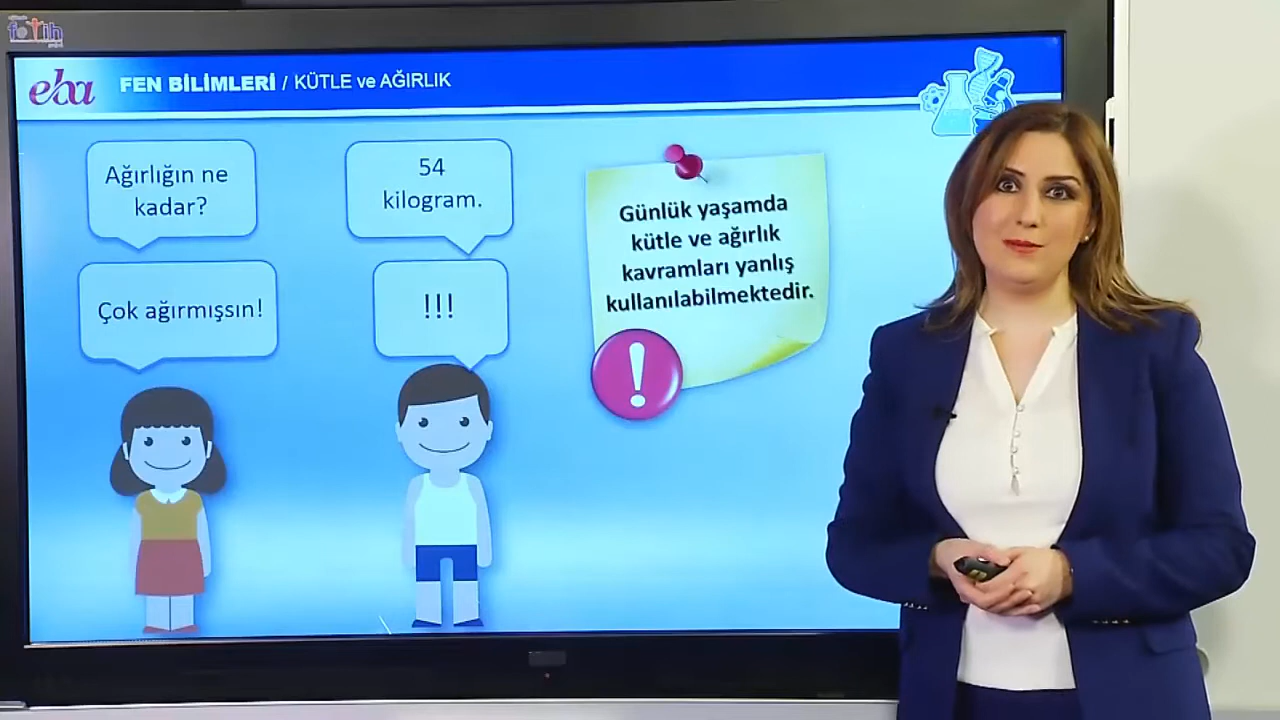 fatih
eba
FEN BİLİMLERİ / KÜTLE ve AĞIRLIK
Ağırlığın ne
kadar?
54
kilogram.
Çok ağırmışsın!
!!!
Günlük yaşamda
kütle ve ağırlık
kavramları yanlış
kullanılabilmektedir.
!